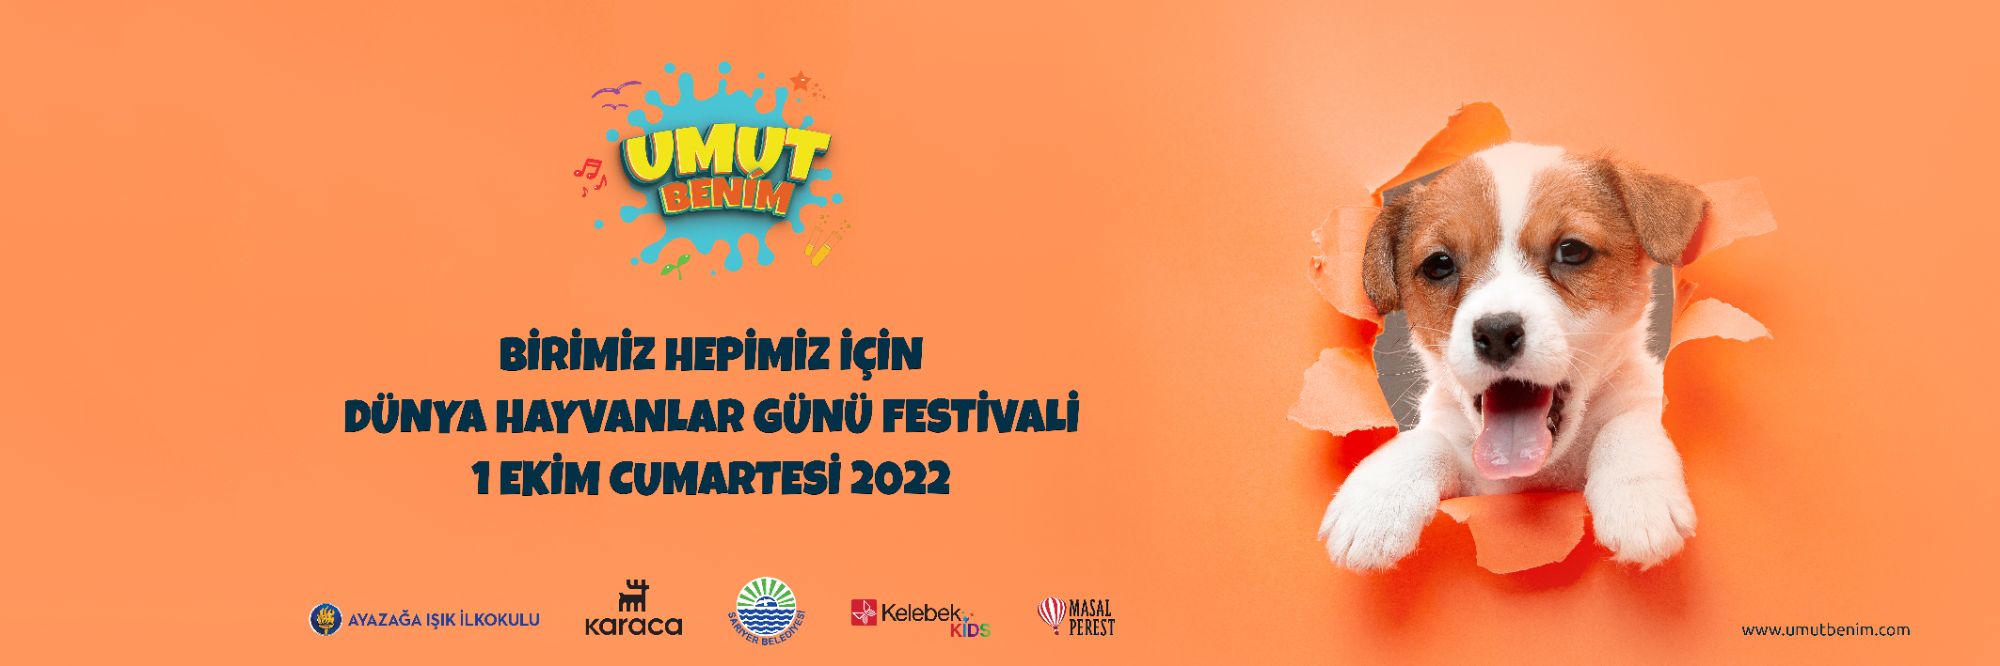 UMUT
BENİM
BİRİMİZ HEPİMİZ İÇİN
DÜNYA HAYVANLAR GÜNÜ FESTİVALİ
1 EKİM CUMARTESİ 2022
AYAZAĞA IŞIK İLKOKULU
karaca
SARIYER BELEDİYESİ
Kelebek
KIDS
MASAL
PEREST
www.umutbenim.com